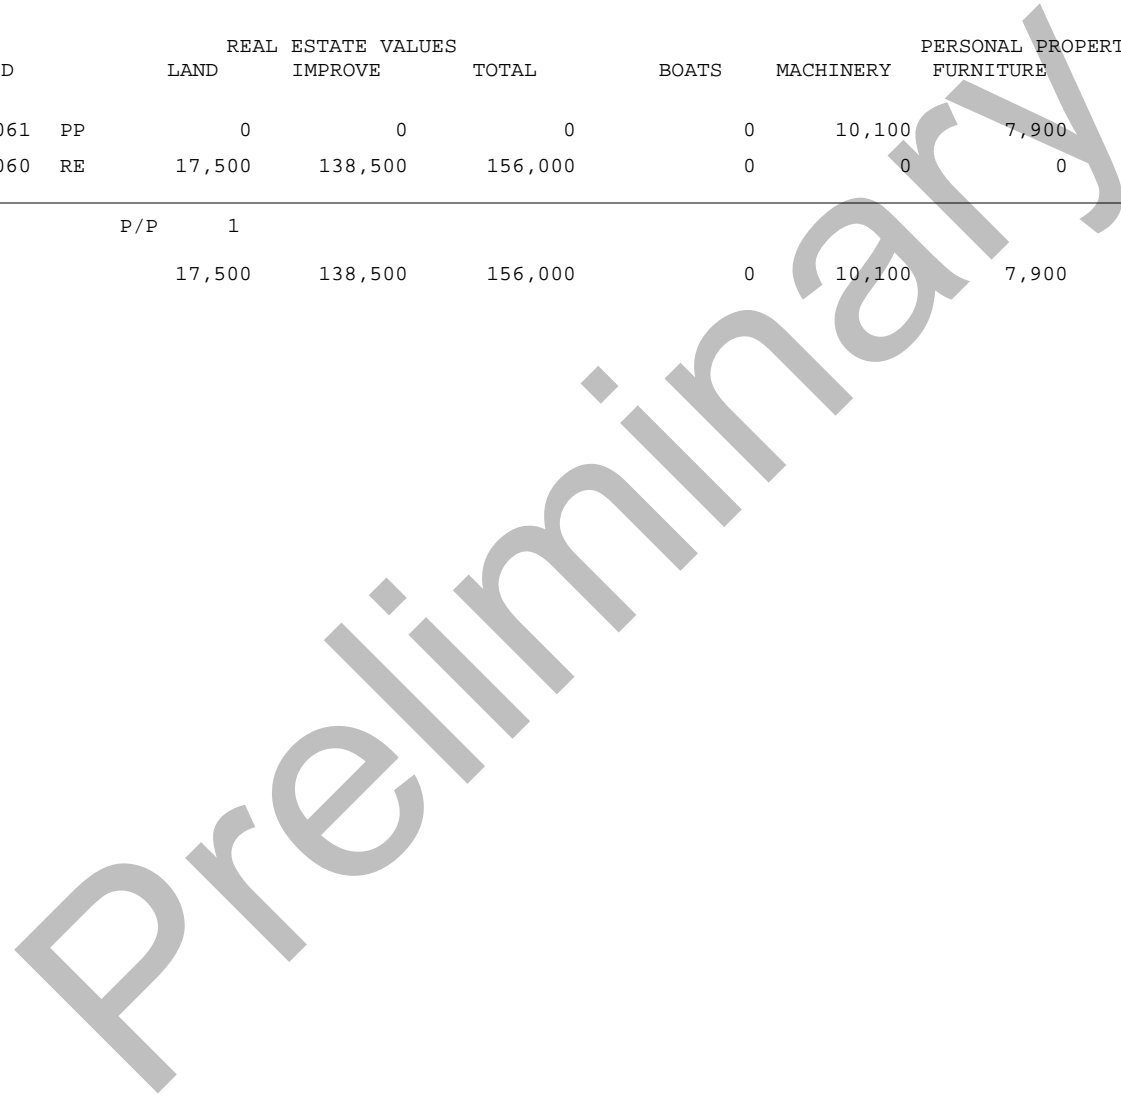 REAL ESTATE VALUES PERSONAL PROPERT
D LAND IMPROVE TOTAL BOATS MACHINERY FURNITURE
061 PP 0 0 0 0 10,100 7,900
060 RE 17,500 138,500 156,000 0 0 0
P/P 1
17,500 138,500 156,000 0 10,100 7,900
Preliminary